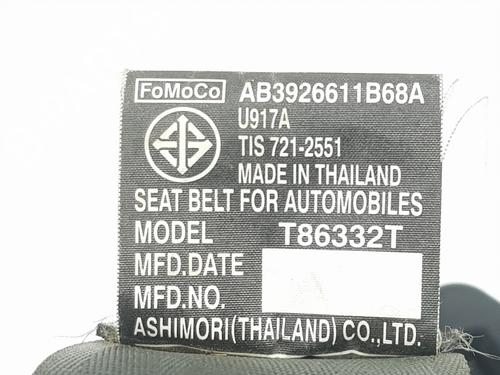 FoMoCo AB3926611B68A
U917A
TIS 721-2551
MADE IN THAILAND
SEAT BELT FOR AUTOMOBILES
MODEL T86332T
MFD.DATE
MFD.NO.
ASHIMORI(THAILAND) CO.,LTD.